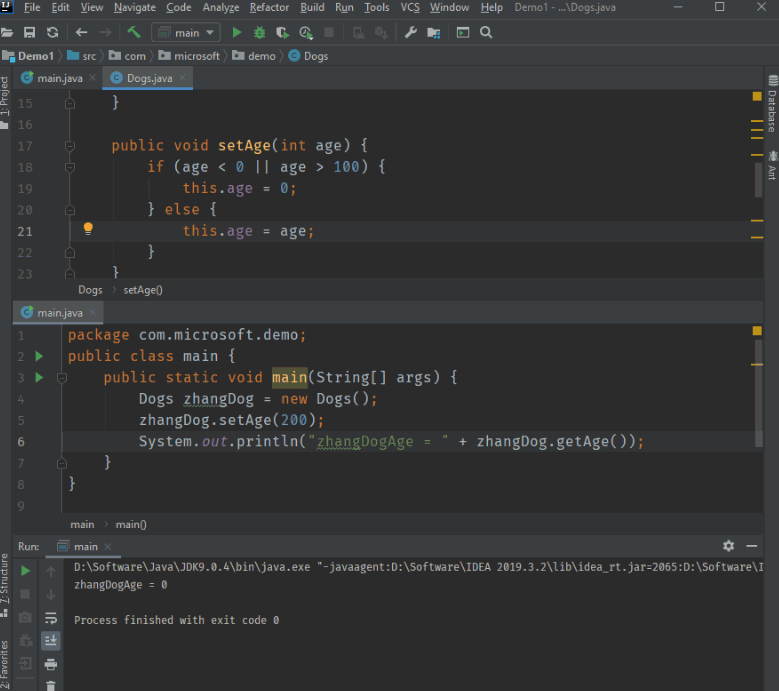 File Edit View Navigate Code Analyze Refactor Build Run Tools VCS Window Help Demo1 - ...\Dogs.java
main
Demo1 src com microsoft demo Dogs
main.java Dogs.java
1: Project
Database
Ant
15 }
16
17 public void setAge(int age) {
18 if (age < 0 || age > 100) {
19 this.age = 0;
20 } else {
21 this.age = age;
22 }
23 }
Dogs setAge()
main.java
1 package com.microsoft.demo;
2 public class main {
3 public static void main(String[] args) {
4 Dogs zhangDog = new Dogs();
5 zhangDog.setAge(200);
6 System.out.println("zhangDogAge = " + zhangDog.getAge());
7 }
8 }
9
main main()
Run: main
7: Structure
2: Favorites
D:\Software\Java\JDK9.0.4\bin\java.exe "-javaagent:D:\Software\IDEA 2019.3.2\lib\idea_rt.jar=2065:D:\Software\I
zhangDogAge = 0
Process finished with exit code 0